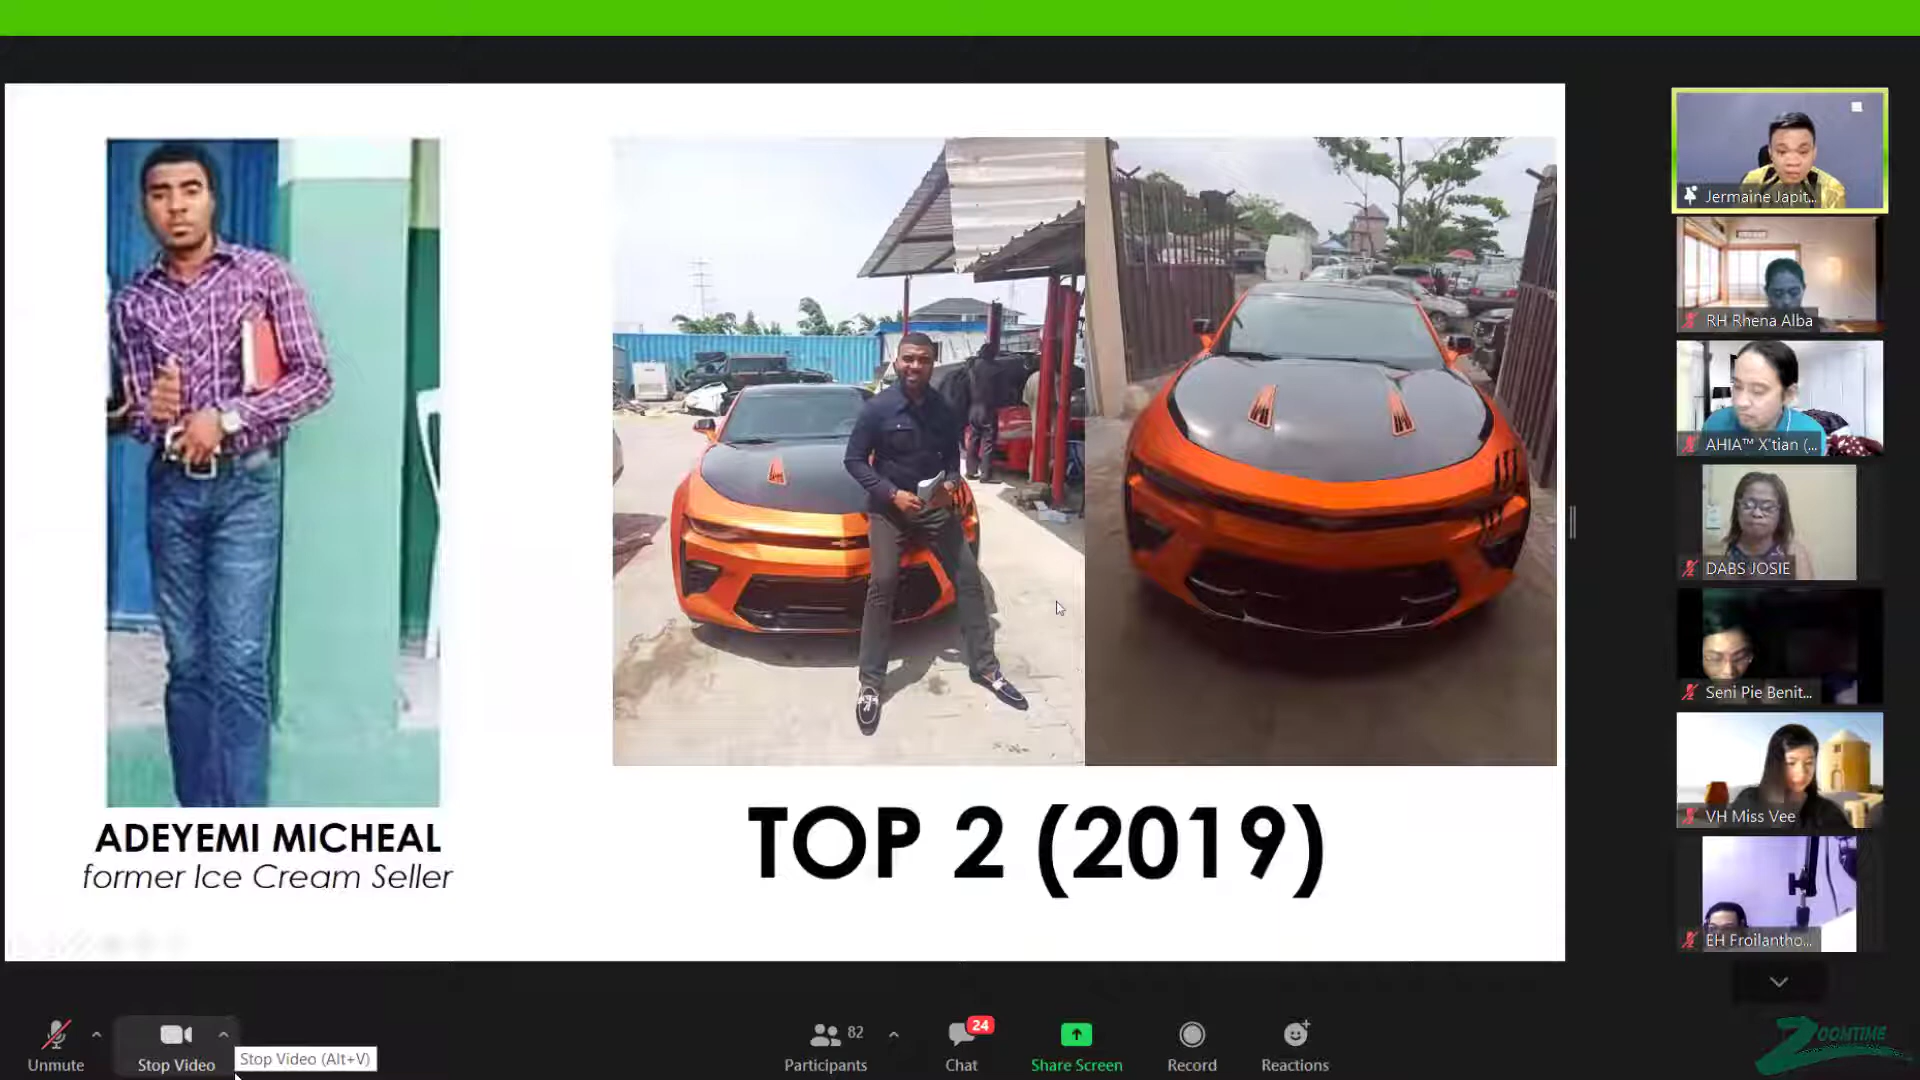 ADEYEMI MICHEAL
former Ice Cream Seller
TOP 2 (2019)
Jermaine Japit...
RH Rhena Alba
AHIA™ X'tian (...
DABS JOSIE
Seni Pie Benit...
VH Miss Vee
EH Froilantho...
Unmute
Stop Video
Stop Video (Alt+V)
82
Participants
24
Chat
Share Screen
Record
Reactions
ZOOMTIME